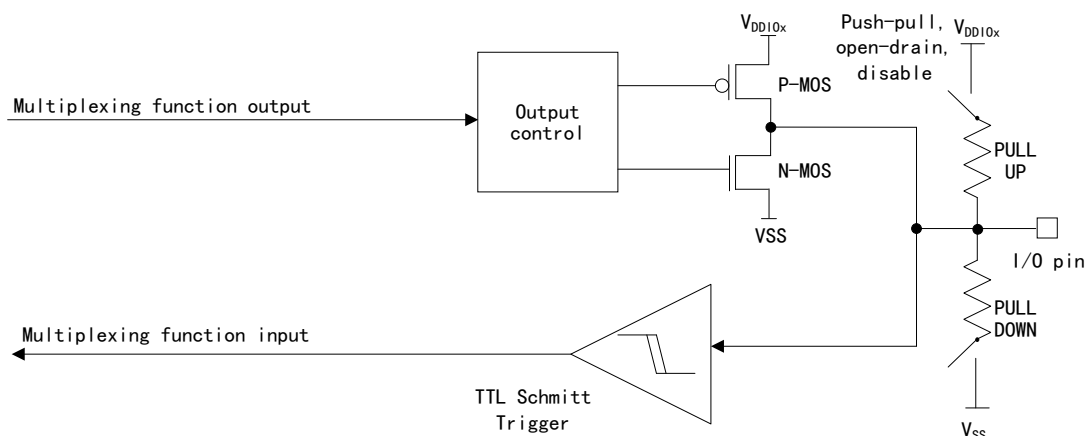 V_DDIOx
Push-pull,
open-drain,
disable
V_DDIOx
Multiplexing function output
Output
control
P-MOS
N-MOS
VSS
PULL
UP
I/O pin
PULL
DOWN
Multiplexing function input
TTL Schmitt
Trigger
V_SS